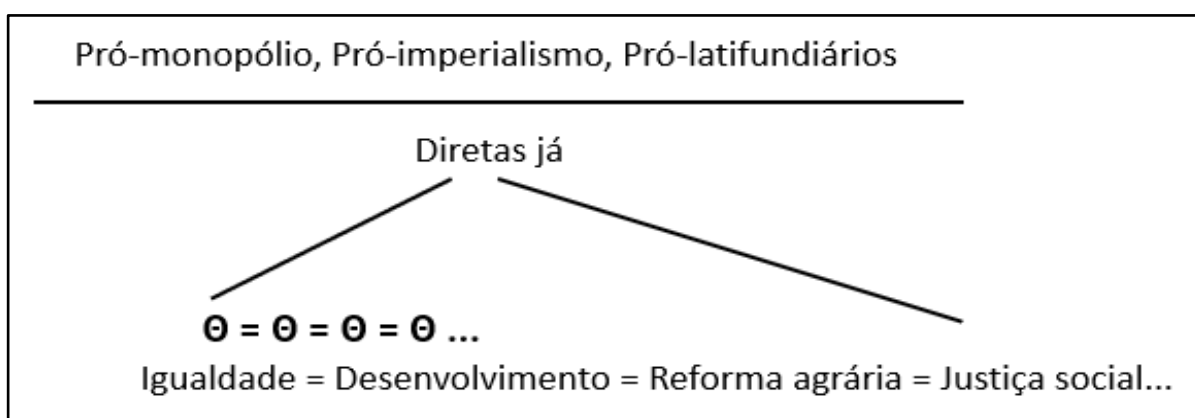 Pró-monopólio, Pró-imperialismo, Pró-latifundiários
Diretas já
Θ = Θ = Θ = Θ ...
Igualdade = Desenvolvimento = Reforma agrária = Justiça social...